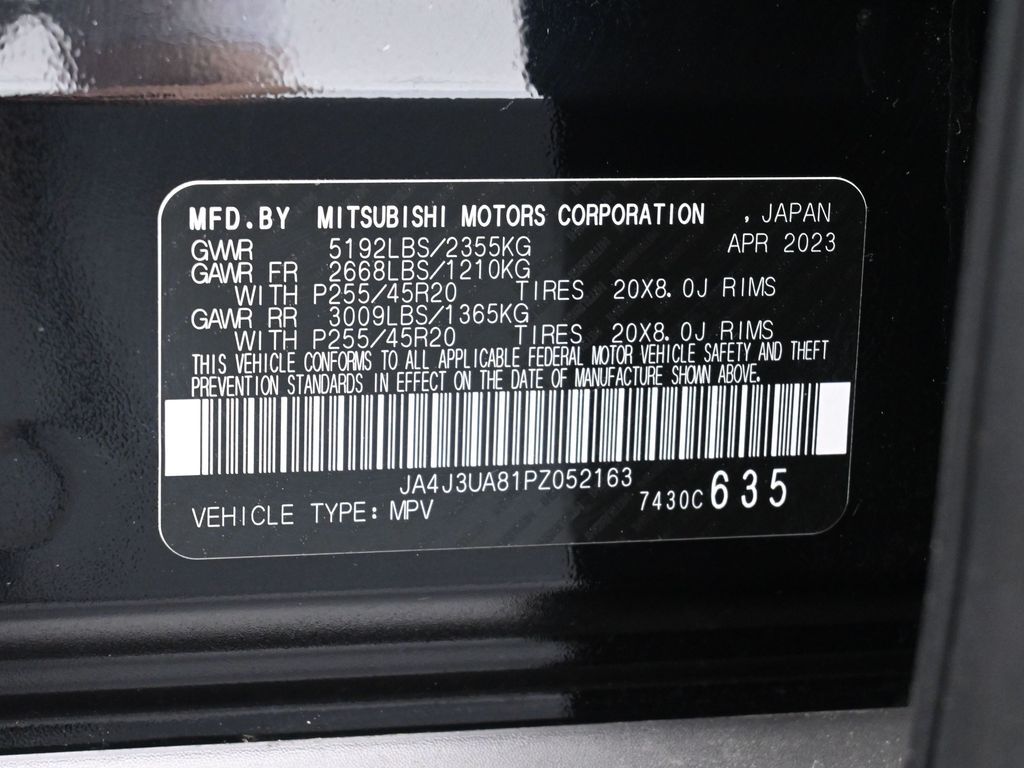 MFD.BY MITSUBISHI MOTORS CORPORATION , JAPAN
GVWR 5192LBS/2355KG APR 2023
GAWR FR 2668LBS/1210KG
WITH P255/45R20 TIRES 20X8.0J RIMS
GAWR RR 3009LBS/1365KG
WITH P255/45R20 TIRES 20X8.0J RIMS
THIS VEHICLE CONFORMS TO ALL APPLICABLE FEDERAL MOTOR VEHICLE SAFETY AND THEFT
PREVENTION STANDARDS IN EFFECT ON THE DATE OF MANUFACTURE SHOWN ABOVE.
JA4J3UA81PZ052163
VEHICLE TYPE: MPV 7430C 635